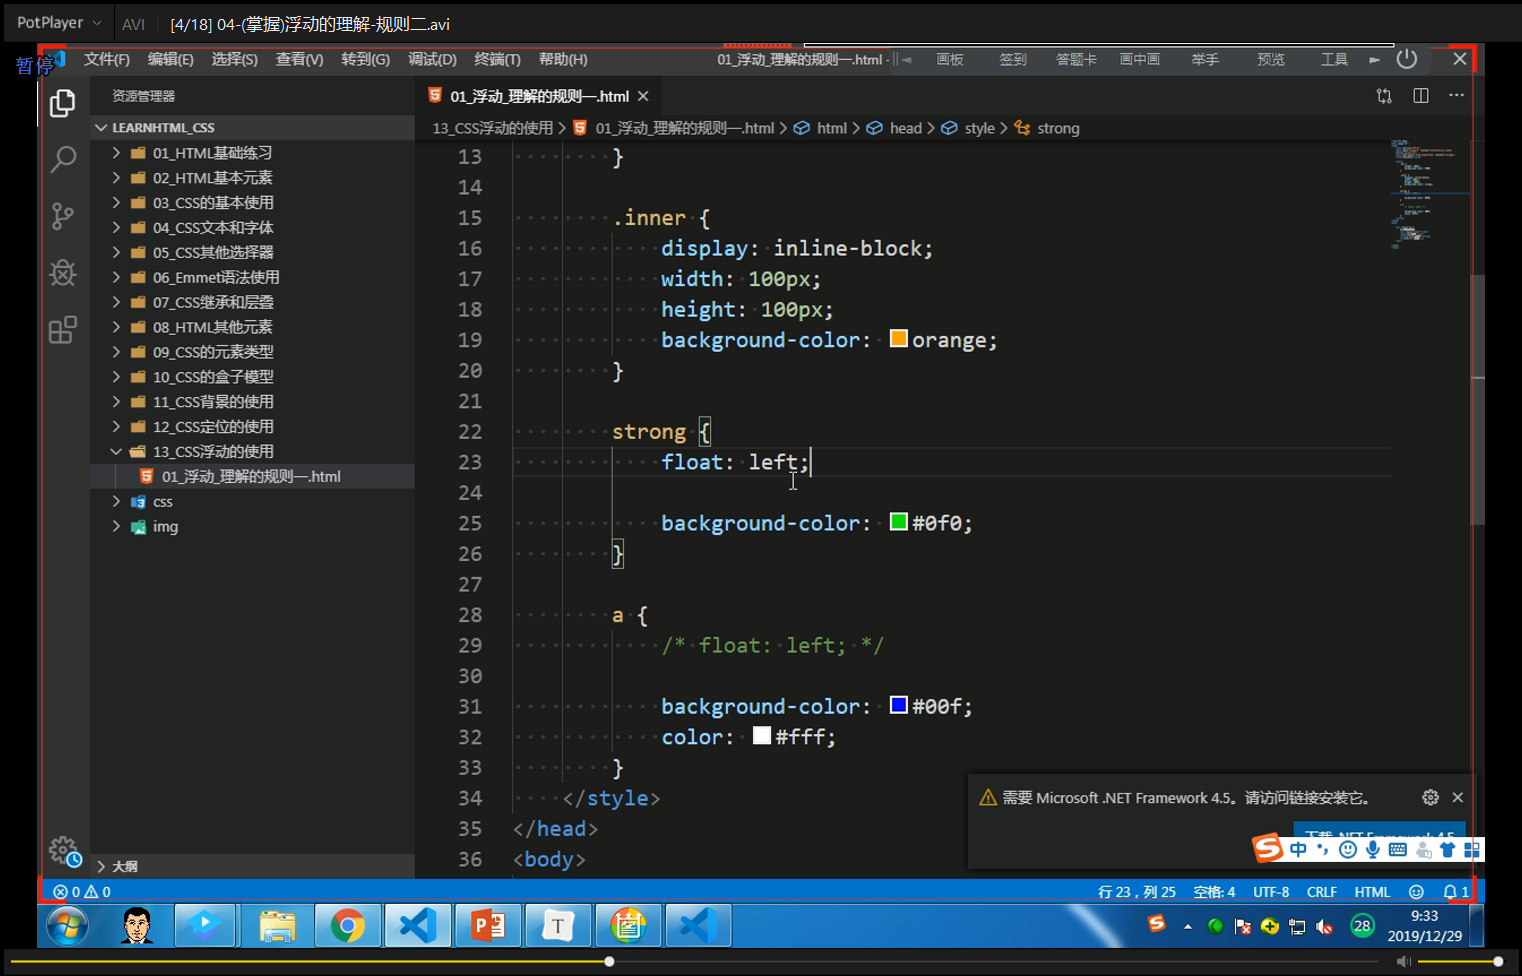 PotPlayer AVI [4/18] 04-(掌握)浮动的理解-规则二.avi
暂停
文件(F) 编辑(E) 选择(S) 查看(V) 转到(G) 调试(D) 终端(T) 帮助(H) 01_浮动_理解的规则一.html - 画板 签到 答题卡 画中画 举手 预览 工具
资源管理器
01_浮动_理解的规则一.html
LEARNHTML_CSS
13_CSS浮动的使用 > 01_浮动_理解的规则一.html > html > head > style > strong
01_HTML基础练习
02_HTML基本元素
03_CSS的基本使用
04_CSS文本和字体
05_CSS其他选择器
06_Emmet语法使用
07_CSS继承和层叠
08_HTML其他元素
09_CSS的元素类型
10_CSS的盒子模型
11_CSS背景的使用
12_CSS定位的使用
13_CSS浮动的使用
01_浮动_理解的规则一.html
css
img
大纲
13 }
14
15 .inner {
16 display: inline-block;
17 width: 100px;
18 height: 100px;
19 background-color: orange;
20 }
21
22 strong {
23 float: left;
24
25 background-color: #0f0;
26 }
27
28 a {
29 /* float: left; */
30
31 background-color: #00f;
32 color: #fff;
33 }
34 </style>
35 </head>
36 <body>
需要 Microsoft .NET Framework 4.5。请访问链接安装它。
中
0 0 行 23，列 25 空格: 4 UTF-8 CRLF HTML 1
28
9:33
2019/12/29